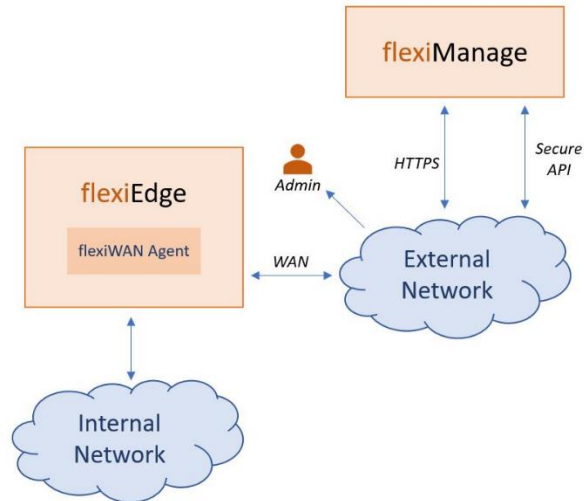 flexiManage
HTTPS
Secure
API
Admin
flexiEdge
flexiWAN Agent
WAN
External
Network
Internal
Network